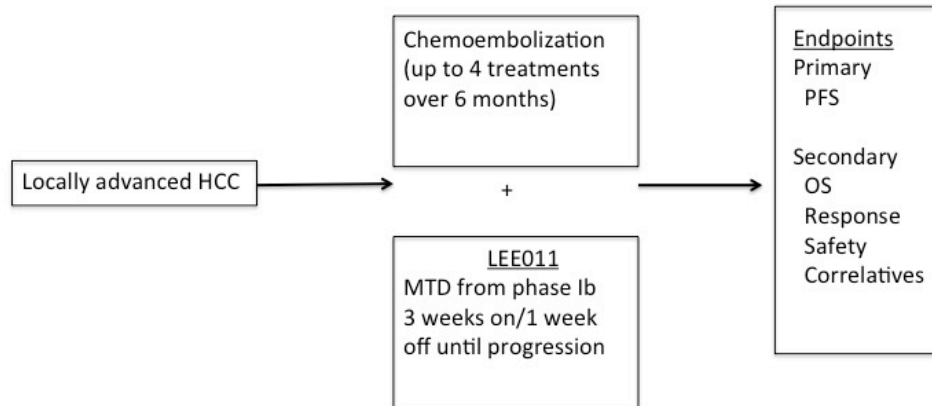 Locally advanced HCC
Chemoembolization
(up to 4 treatments
over 6 months)
+
LEE011
MTD from phase Ib
3 weeks on/1 week
off until progression
Endpoints
Primary
PFS
Secondary
OS
Response
Safety
Correlatives